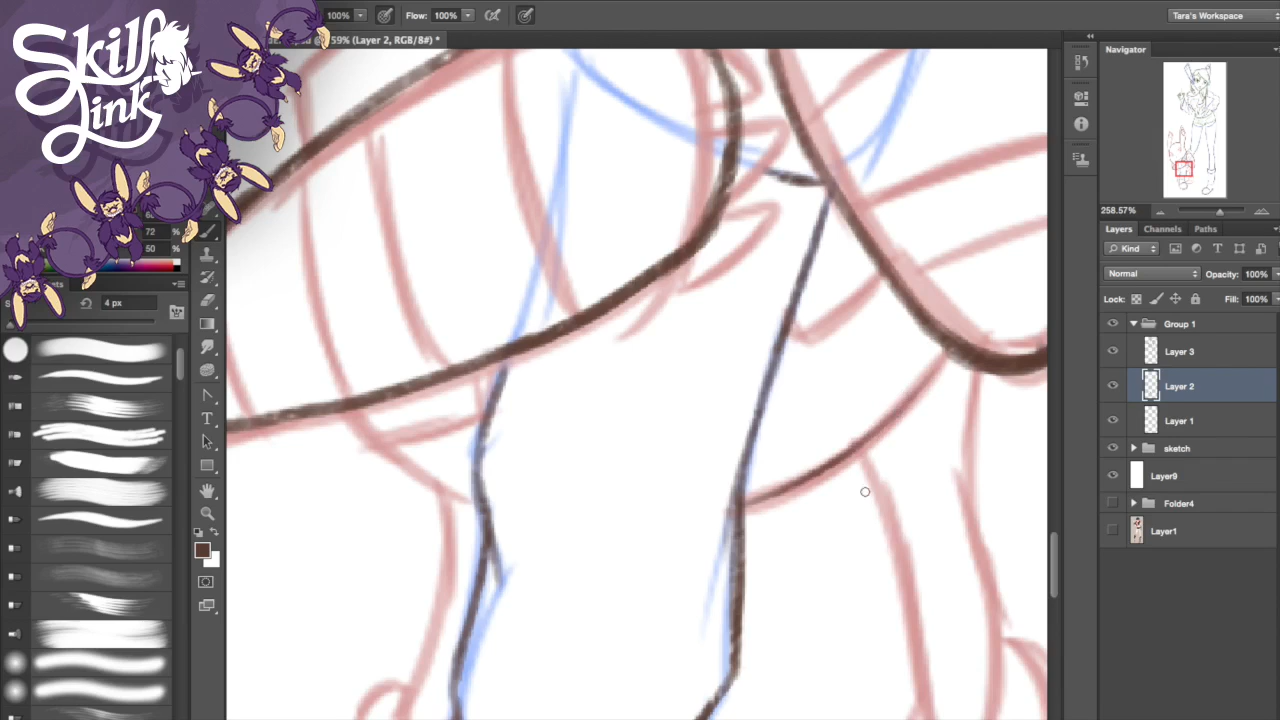 Skill
Link
100%
Flow: 100%
Tara's Workspace
59% (Layer 2, RGB/8#) *
Navigator
258.57%
Layers
Channels
Paths
Kind
Normal
Opacity: 100%
Lock:
Fill: 100%
Group 1
Layer 3
Layer 2
Layer 1
sketch
Layer9
Folder4
Layer1
72 %
50 %
4 px